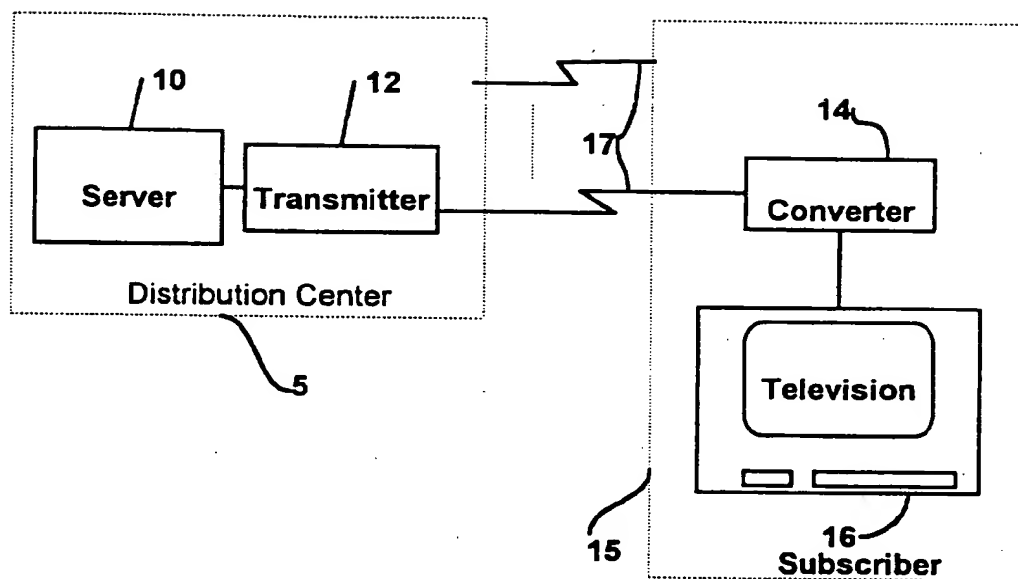 10
12
Server
Transmitter
Distribution Center
5
17
14
Converter
Television
15
16
Subscriber